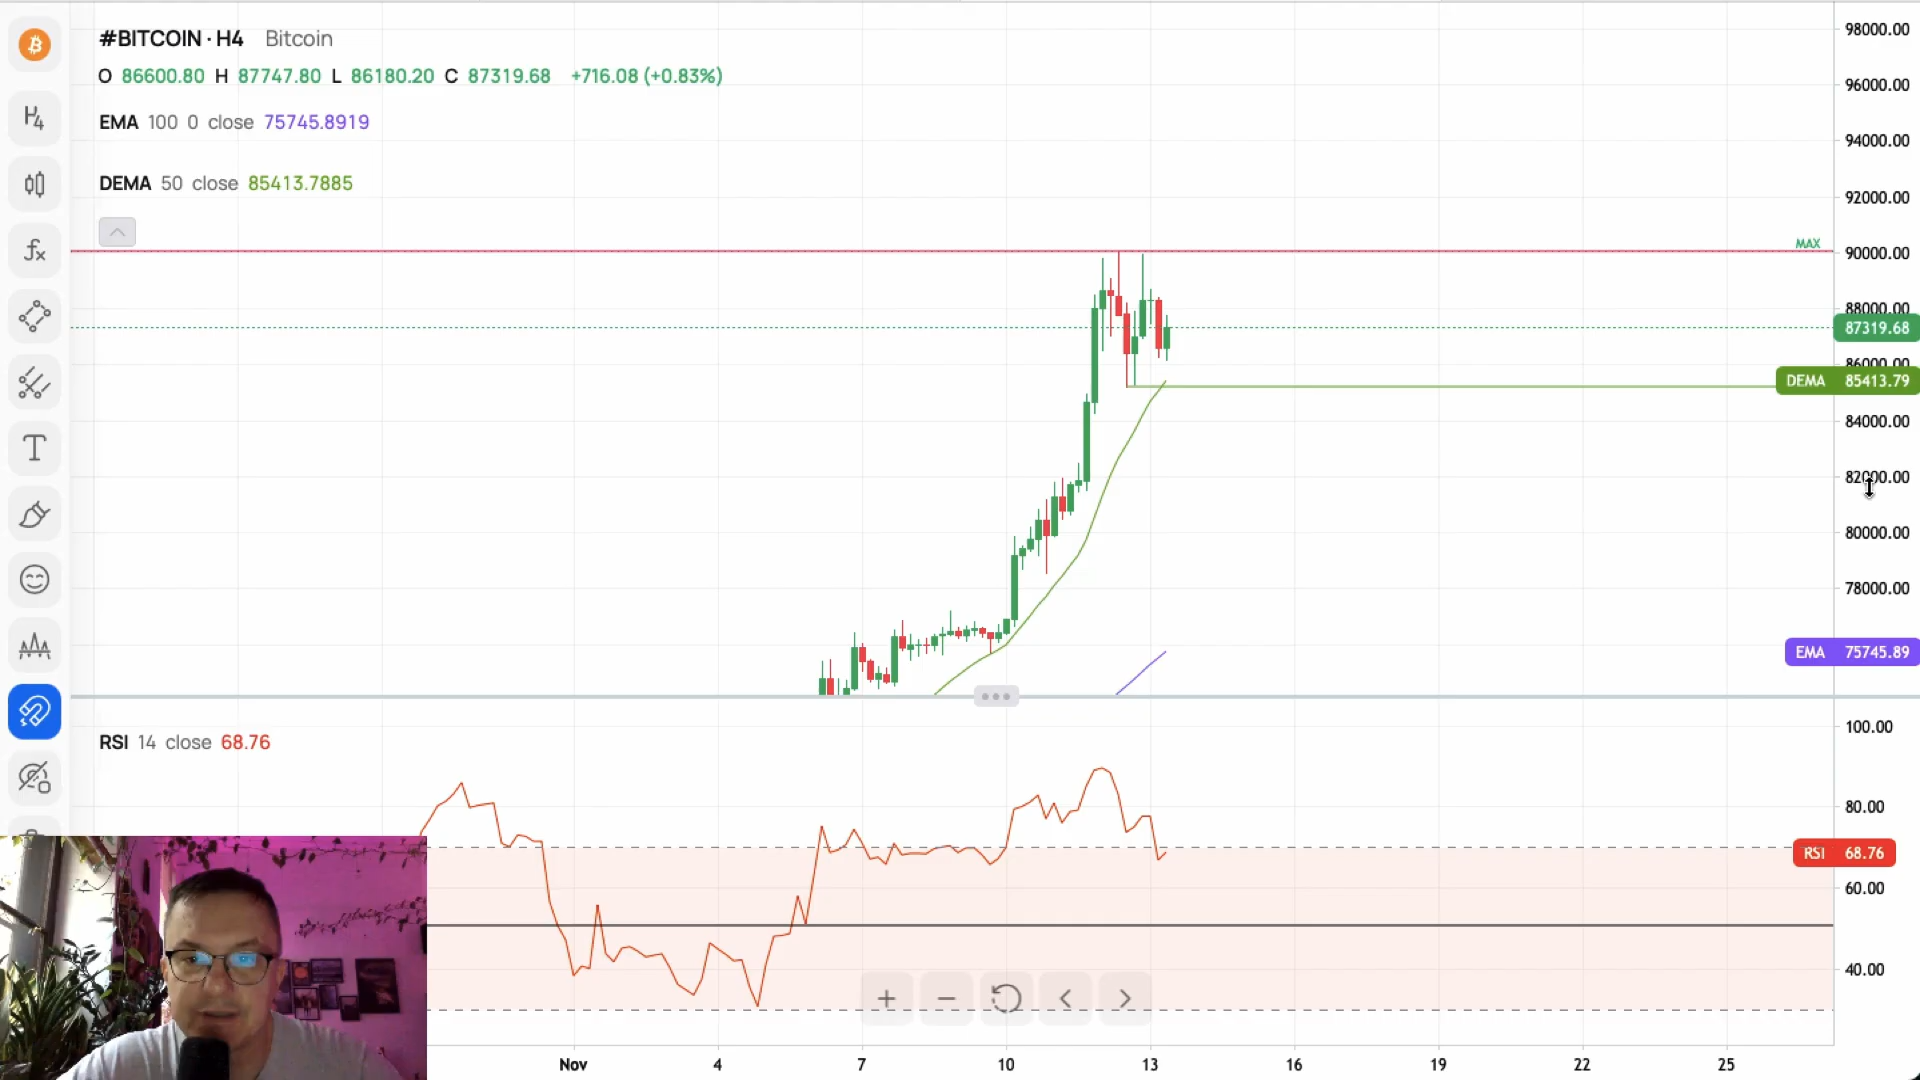 #BITCOIN · H4 Bitcoin
O 86600.80 H 87747.80 L 86180.20 C 87319.68 +716.08 (+0.83%)
EMA 100 0 close 75745.8919
DEMA 50 close 85413.7885
MAX
98000.00
96000.00
94000.00
92000.00
90000.00
88000.00
87319.68
86000.00
DEMA 85413.79
84000.00
82000.00
80000.00
78000.00
EMA 75745.89
RSI 14 close 68.76
100.00
80.00
RSI 68.76
60.00
40.00
Nov 4 7 10 13 16 19 22 25
H4
fx
T